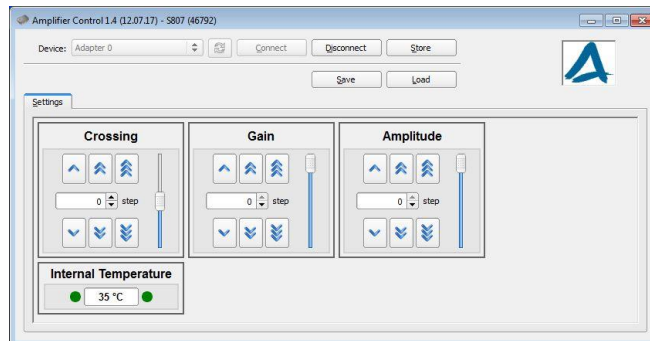 Amplifier Control 1.4 (12.07.17) - S807 (46792)
Device: Adapter 0 Connect Disconnect Store
Save Load
Settings
Crossing Gain Amplitude
0 step 0 step 0 step
Internal Temperature
35 °C